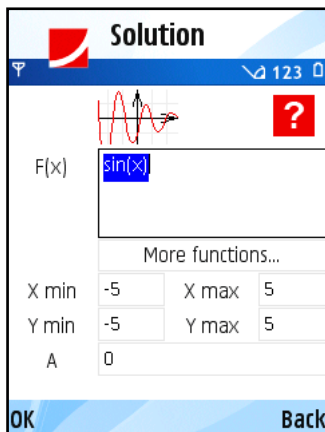 Solution
123
?
F(x) sin(x)
More functions...
X min -5 X max 5
Y min -5 Y max 5
A 0
OK Back